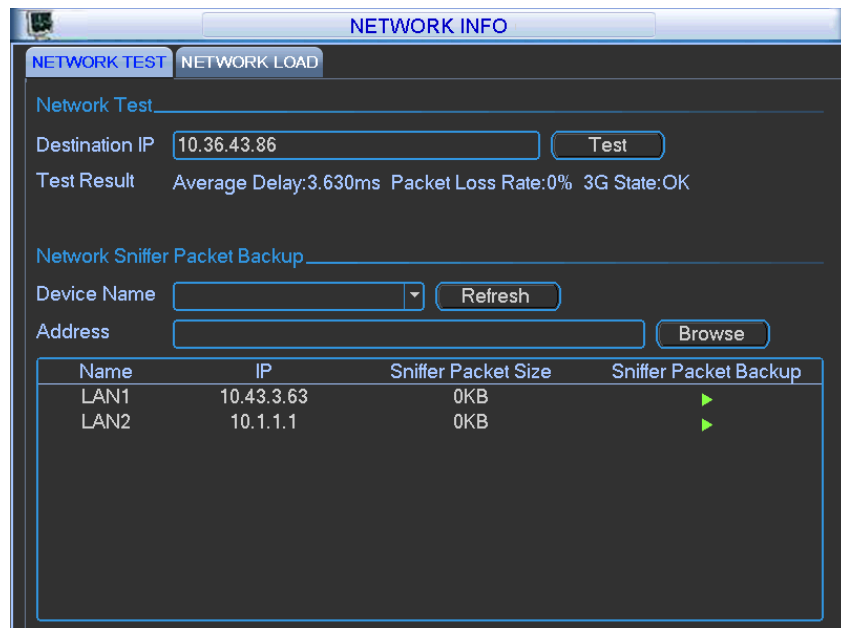 NETWORK INFO
NETWORK TEST NETWORK LOAD
Network Test
Destination IP 10.36.43.86 Test
Test Result Average Delay:3.630ms Packet Loss Rate:0% 3G State:OK
Network Sniffer Packet Backup
Device Name Refresh
Address Browse
Name IP Sniffer Packet Size Sniffer Packet Backup
LAN1 10.43.3.63 0KB
LAN2 10.1.1.1 0KB